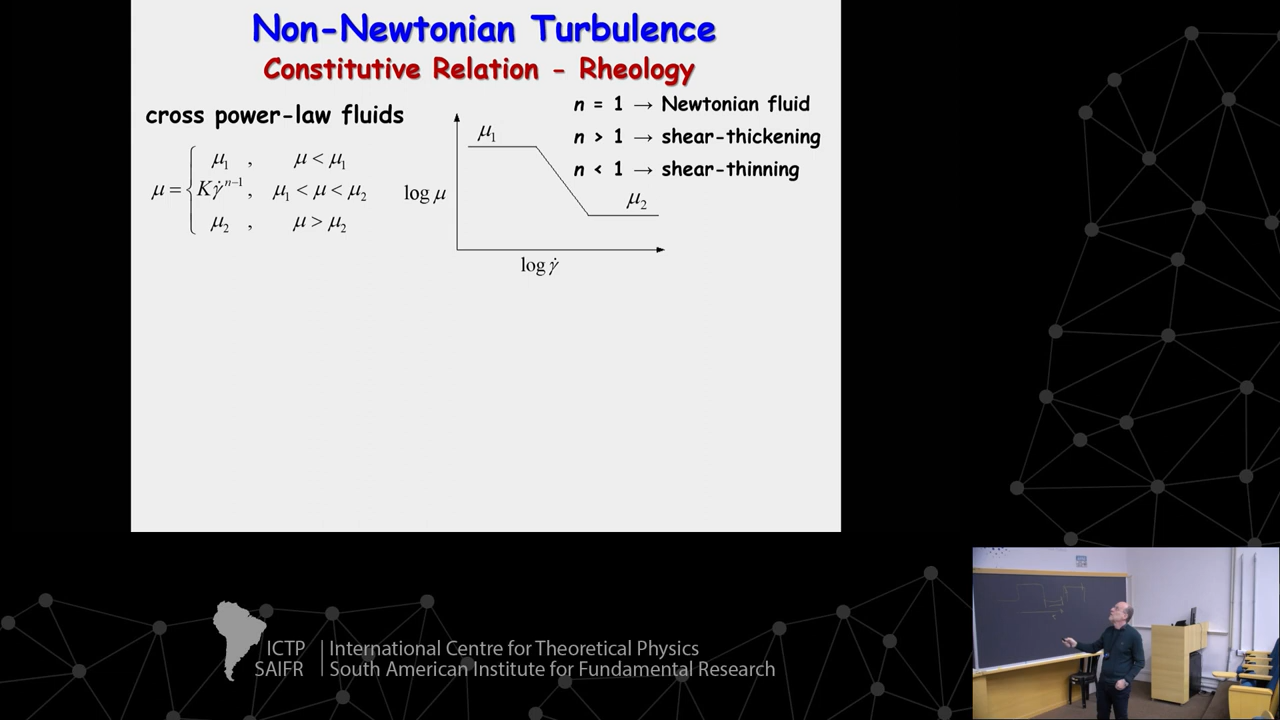 Non-Newtonian Turbulence
Constitutive Relation - Rheology
cross power-law fluids
n = 1 → Newtonian fluid
n > 1 → shear-thickening
n < 1 → shear-thinning
μ = { μ₁ , μ < μ₁
Kγ̇ⁿ⁻¹ , μ₁ < μ < μ₂
μ₂ , μ > μ₂
μ₁
log μ
μ₂
log γ̇
ICTP | International Centre for Theoretical Physics
SAIFR | South American Institute for Fundamental Research